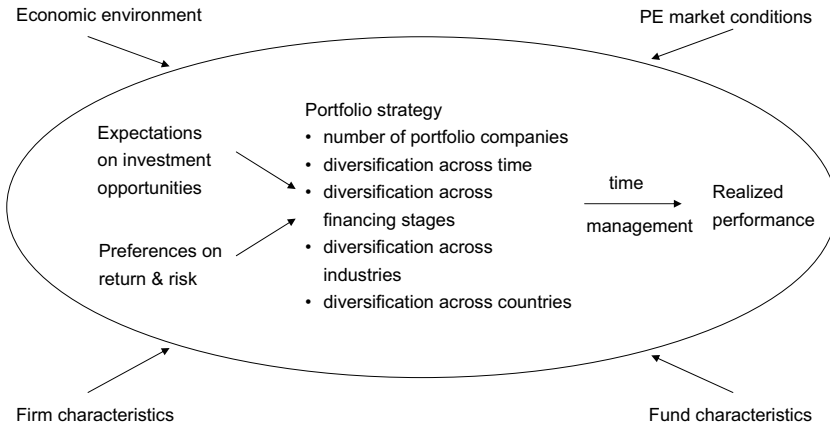 Economic environment
PE market conditions
Expectations
on investment
opportunities
Preferences on
return & risk
Portfolio strategy
• number of portfolio companies
• diversification across time
• diversification across
financing stages
• diversification across
industries
• diversification across countries
time
management
Realized
performance
Firm characteristics
Fund characteristics